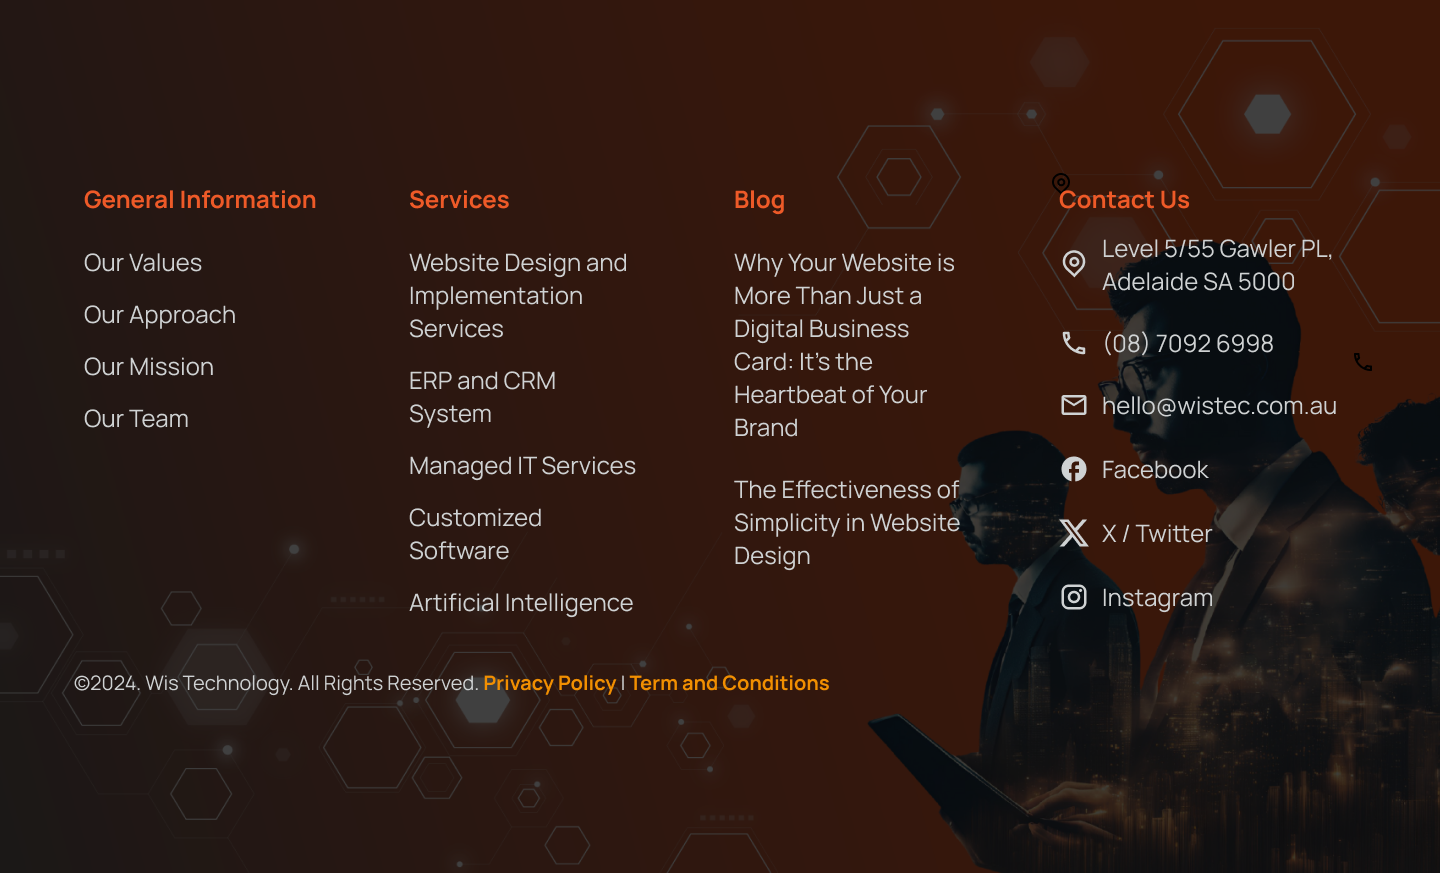 General Information
Our Values
Our Approach
Our Mission
Our Team
Services
Website Design and
Implementation
Services
ERP and CRM
System
Managed IT Services
Customized
Software
Artificial Intelligence
Blog
Why Your Website is
More Than Just a
Digital Business
Card: It’s the
Heartbeat of Your
Brand
The Effectiveness of
Simplicity in Website
Design
Contact Us
Level 5/55 Gawler PL,
Adelaide SA 5000
(08) 7092 6998
hello@wistec.com.au
Facebook
X / Twitter
Instagram
©2024. Wis Technology. All Rights Reserved. Privacy Policy | Term and Conditions